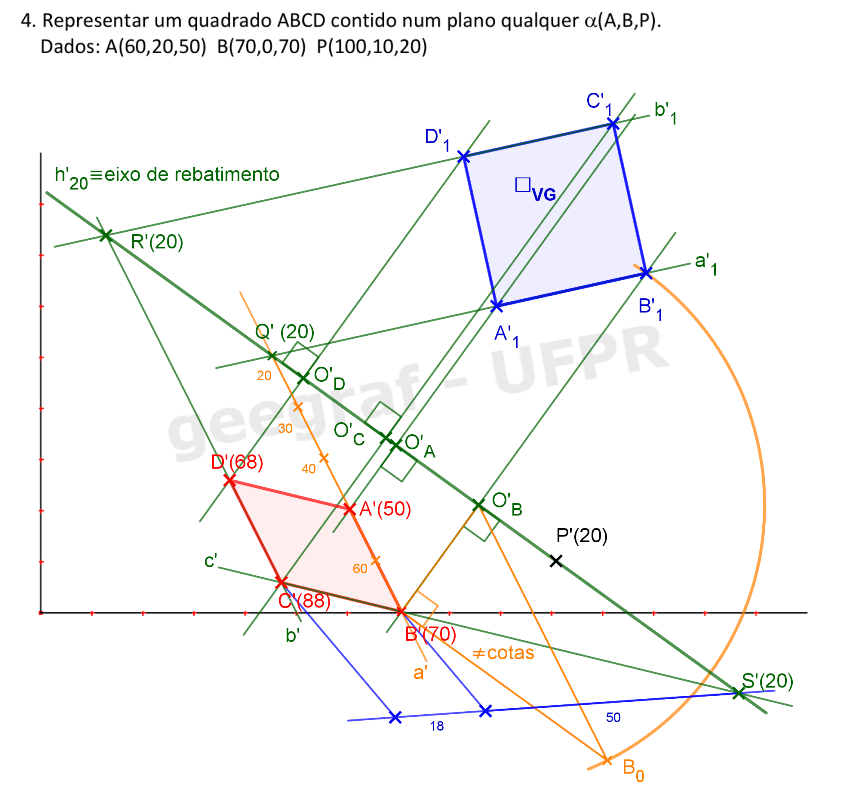 4. Representar um quadrado ABCD contido num plano qualquer α(A,B,P).
Dados: A(60,20,50) B(70,0,70) P(100,10,20)
C'1
b'1
D'1
h'20≡eixo de rebatimento
□VG
R'(20)
a'1
B'1
Q' (20)
A'1
20
O'D
geegraf - UFPR
30
O'C
O'A
40
D'(68)
O'B
A'(50)
P'(20)
c'
60
C'(88)
b'
B'(70)
≠cotas
a'
S'(20)
50
18
B0